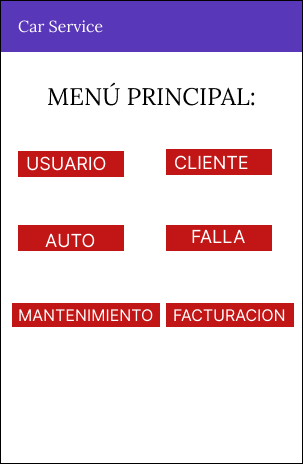 Car Service
MENÚ PRINCIPAL:
USUARIO
CLIENTE
AUTO
FALLA
MANTENIMIENTO
FACTURACION